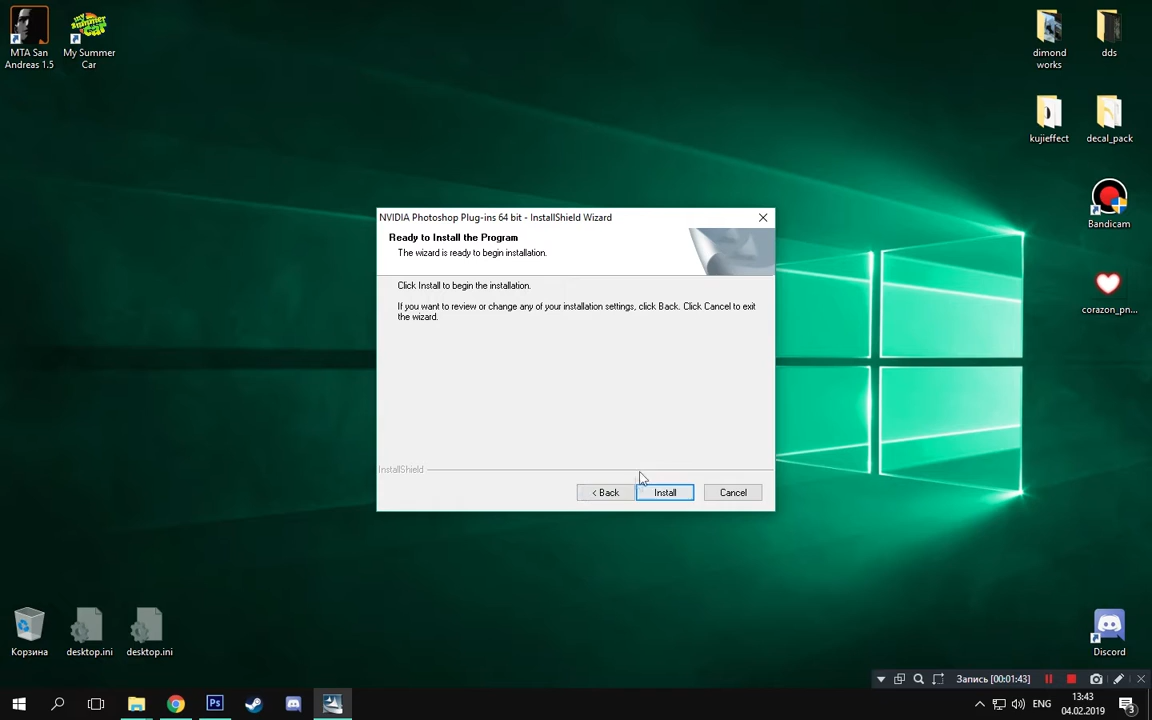 MTA San
Andreas 1.5
My Summer
Car
dimond
works
dds
kujieffect
decal_pack
Bandicam
corazon_pn...
NVIDIA Photoshop Plug-ins 64 bit - InstallShield Wizard
Ready to Install the Program
The wizard is ready to begin installation.
Click Install to begin the installation.
If you want to review or change any of your installation settings, click Back. Click Cancel to exit
the wizard.
InstallShield
< Back
Install
Cancel
Корзина
desktop.ini
desktop.ini
Discord
Запись [00:01:43]
Ps
ENG
13:43
04.02.2019
3